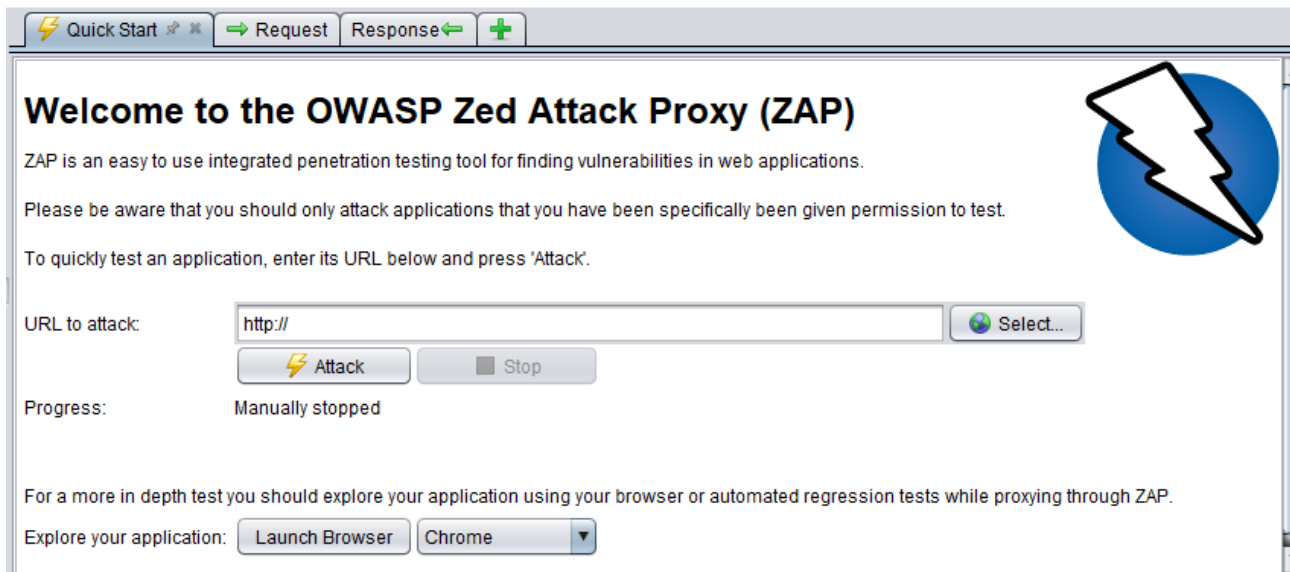 Quick Start Request Response
Welcome to the OWASP Zed Attack Proxy (ZAP)
ZAP is an easy to use integrated penetration testing tool for finding vulnerabilities in web applications.
Please be aware that you should only attack applications that you have been specifically been given permission to test.
To quickly test an application, enter its URL below and press 'Attack'.
URL to attack: http:// Select...
Attack Stop
Progress: Manually stopped
For a more in depth test you should explore your application using your browser or automated regression tests while proxying through ZAP.
Explore your application: Launch Browser Chrome